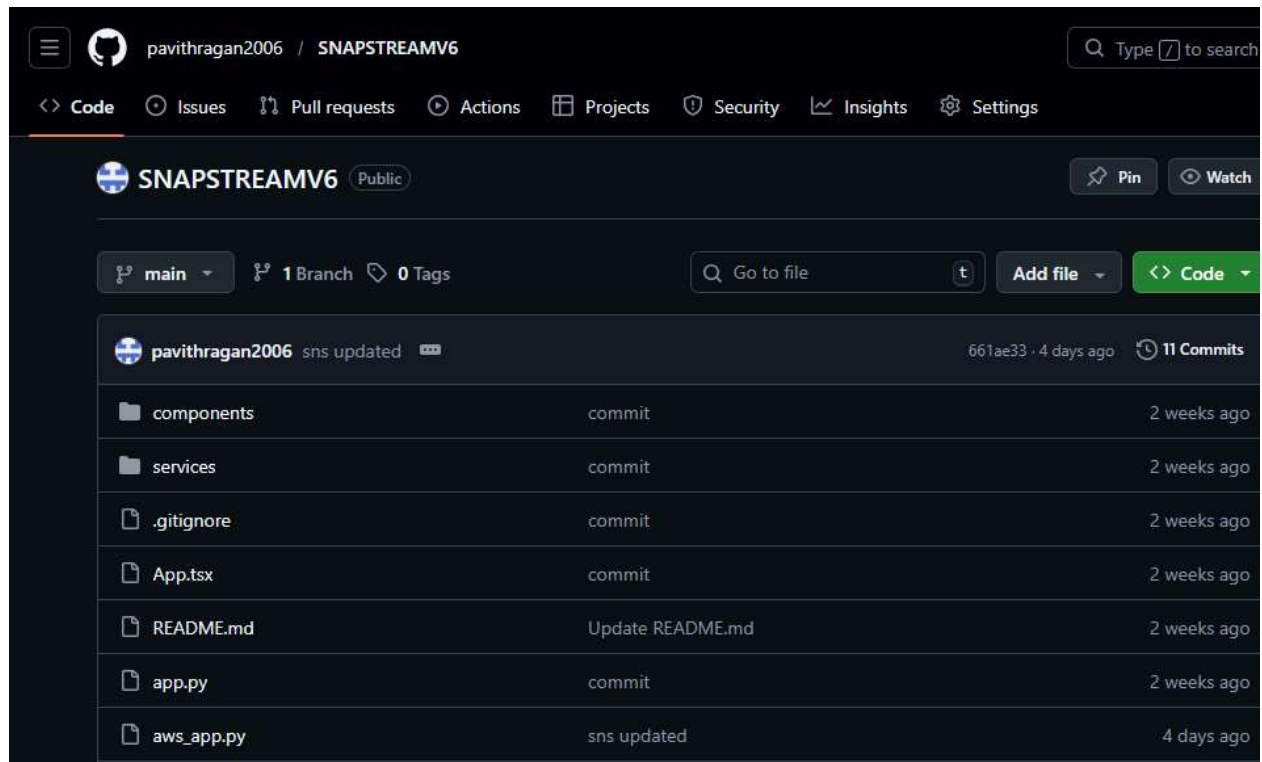 pavithragan2006 / SNAPSTREAMV6 Type / to search
Code Issues Pull requests Actions Projects Security Insights Settings
SNAPSTREAMV6 Public Pin Watch
main 1 Branch 0 Tags Go to file t Add file Code
pavithragan2006 sns updated 661ae33 · 4 days ago 11 Commits
components commit 2 weeks ago
services commit 2 weeks ago
.gitignore commit 2 weeks ago
App.tsx commit 2 weeks ago
README.md Update README.md 2 weeks ago
app.py commit 2 weeks ago
aws_app.py sns updated 4 days ago